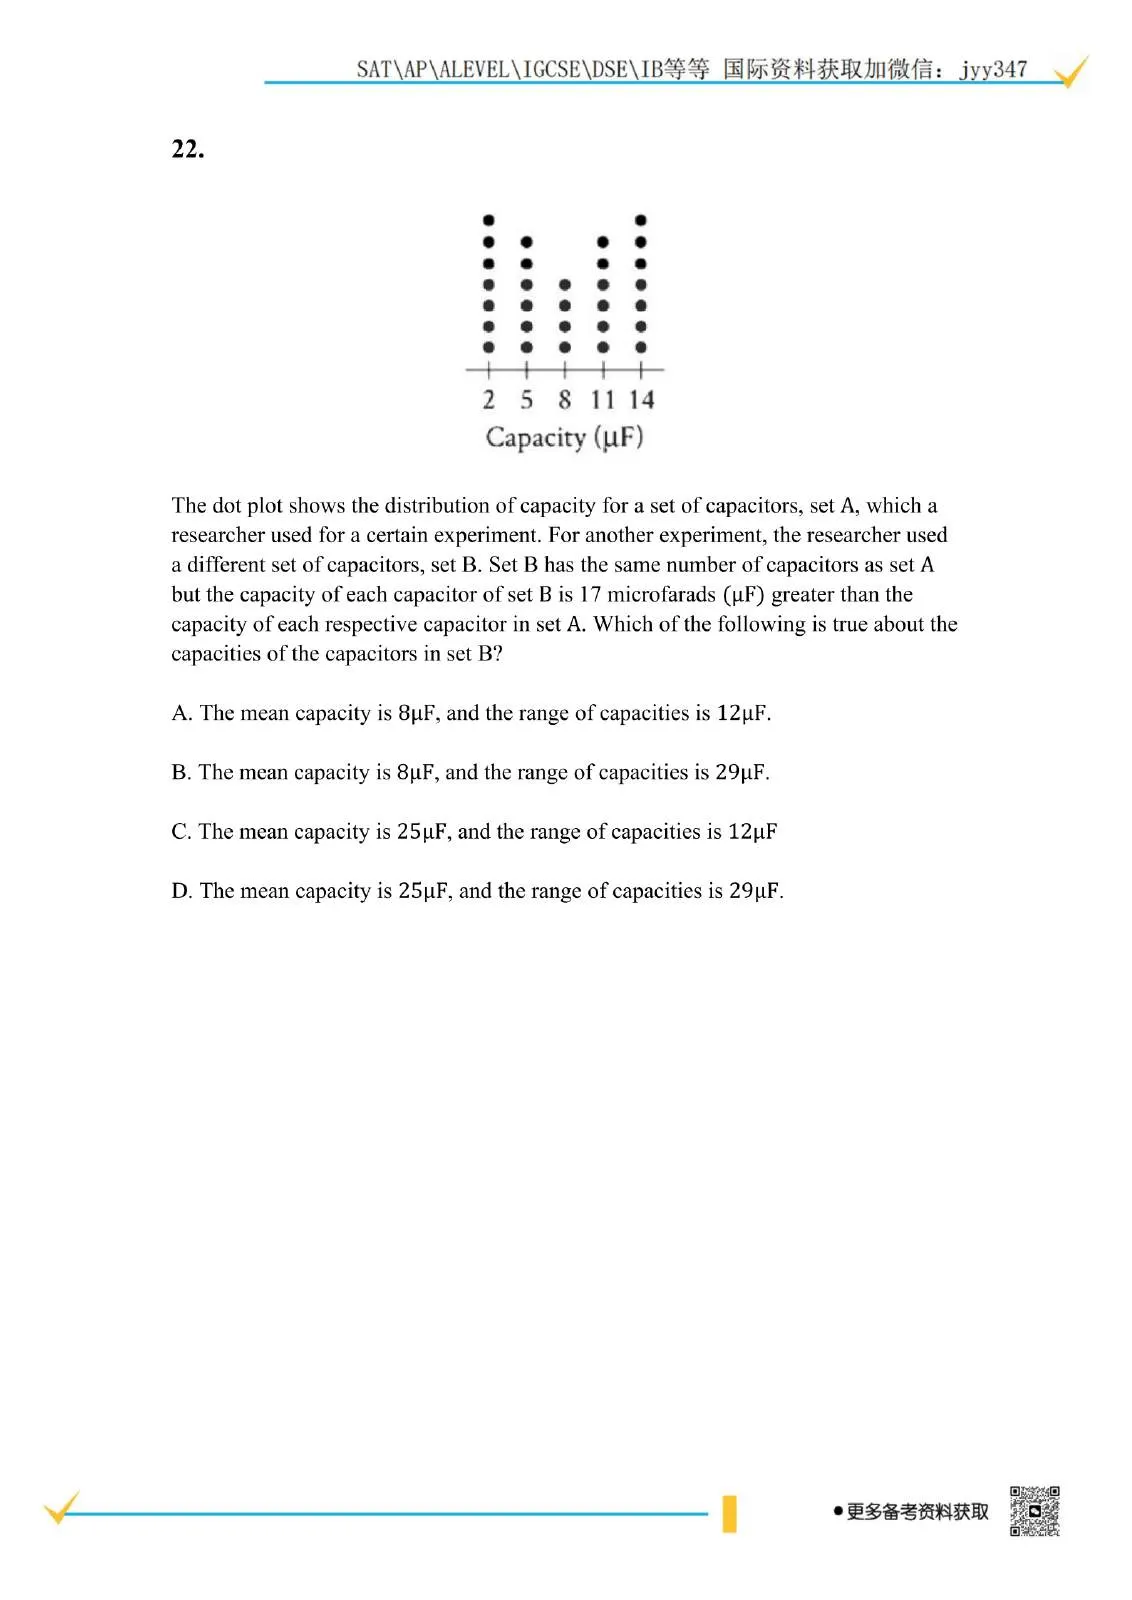 SAT\AP\ALEVEL\IGCSE\DSE\IB等等 国际资料获取加微信：jyy347
22.
2 5 8 11 14
Capacity (µF)
The dot plot shows the distribution of capacity for a set of capacitors, set A, which a
researcher used for a certain experiment. For another experiment, the researcher used
a different set of capacitors, set B. Set B has the same number of capacitors as set A
but the capacity of each capacitor of set B is 17 microfarads (µF) greater than the
capacity of each respective capacitor in set A. Which of the following is true about the
capacities of the capacitors in set B?
A. The mean capacity is 8µF, and the range of capacities is 12µF.
B. The mean capacity is 8µF, and the range of capacities is 29µF.
C. The mean capacity is 25µF, and the range of capacities is 12µF
D. The mean capacity is 25µF, and the range of capacities is 29µF.
●更多备考资料获取